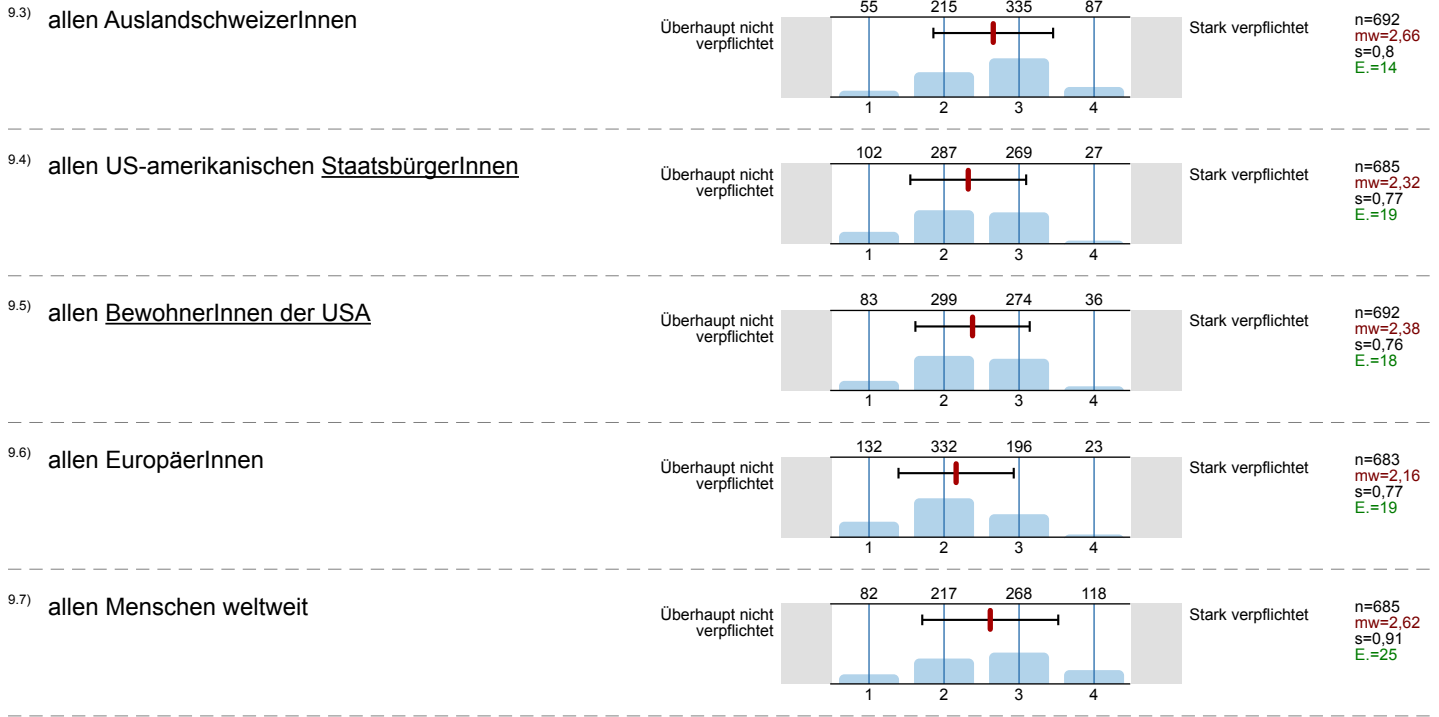 9.3) allen AuslandschweizerInnen
55 215 335 87
Überhaupt nicht
verpflichtet
Stark verpflichtet
n=692
mw=2,66
s=0,8
E.=14
1 2 3 4
9.4) allen US-amerikanischen StaatsbürgerInnen
102 287 269 27
Überhaupt nicht
verpflichtet
Stark verpflichtet
n=685
mw=2,32
s=0,77
E.=19
1 2 3 4
9.5) allen BewohnerInnen der USA
83 299 274 36
Überhaupt nicht
verpflichtet
Stark verpflichtet
n=692
mw=2,38
s=0,76
E.=18
1 2 3 4
9.6) allen EuropäerInnen
132 332 196 23
Überhaupt nicht
verpflichtet
Stark verpflichtet
n=683
mw=2,16
s=0,77
E.=19
1 2 3 4
9.7) allen Menschen weltweit
82 217 268 118
Überhaupt nicht
verpflichtet
Stark verpflichtet
n=685
mw=2,62
s=0,91
E.=25
1 2 3 4